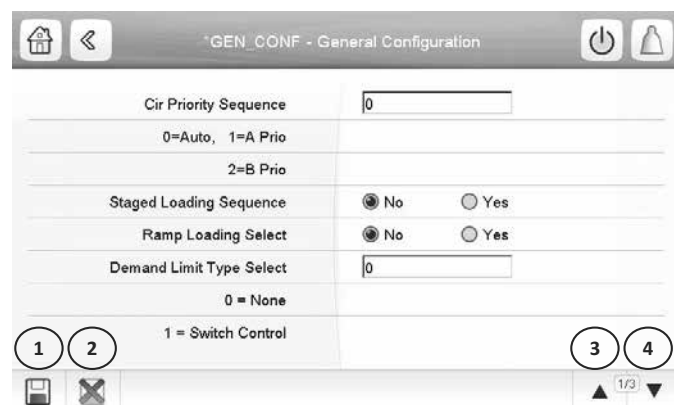 *GEN_CONF - General Configuration
Cir Priority Sequence 0
0=Auto, 1=A Prio
2=B Prio
Staged Loading Sequence No Yes
Ramp Loading Select No Yes
Demand Limit Type Select 0
0 = None
1 = Switch Control
1 2 3 4
1/3